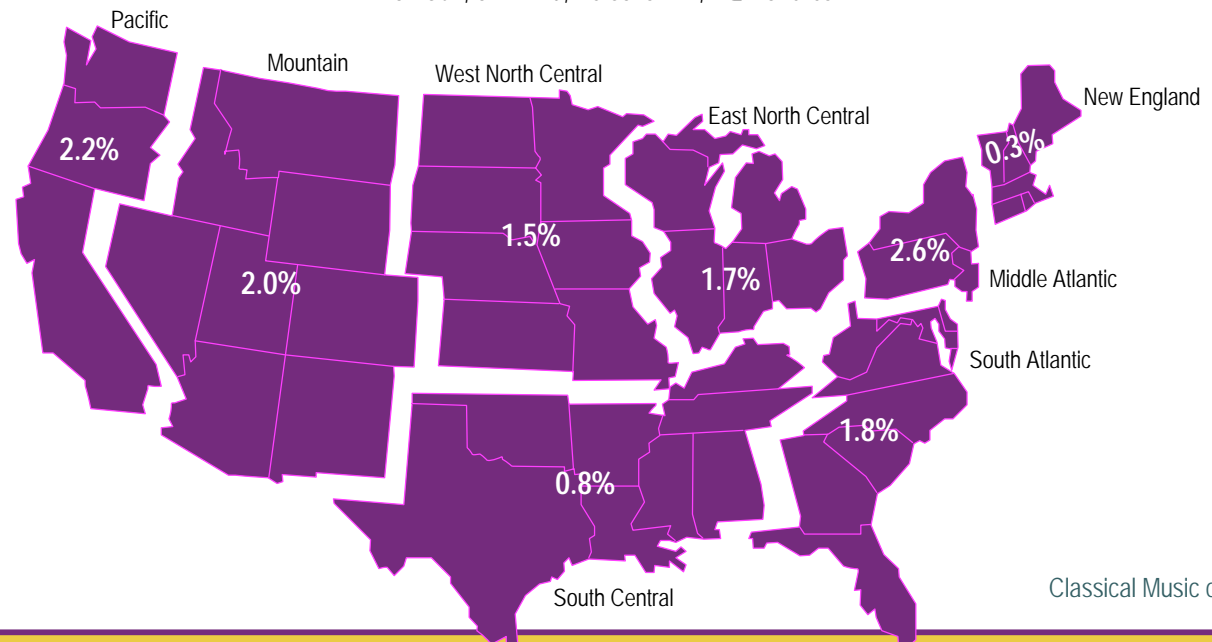 Pacific
Mountain
West North Central
East North Central
New England
2.2%
0.3%
1.5%
2.6%
2.0%
1.7%
Middle Atlantic
South Atlantic
1.8%
0.8%
South Central
Classical Music